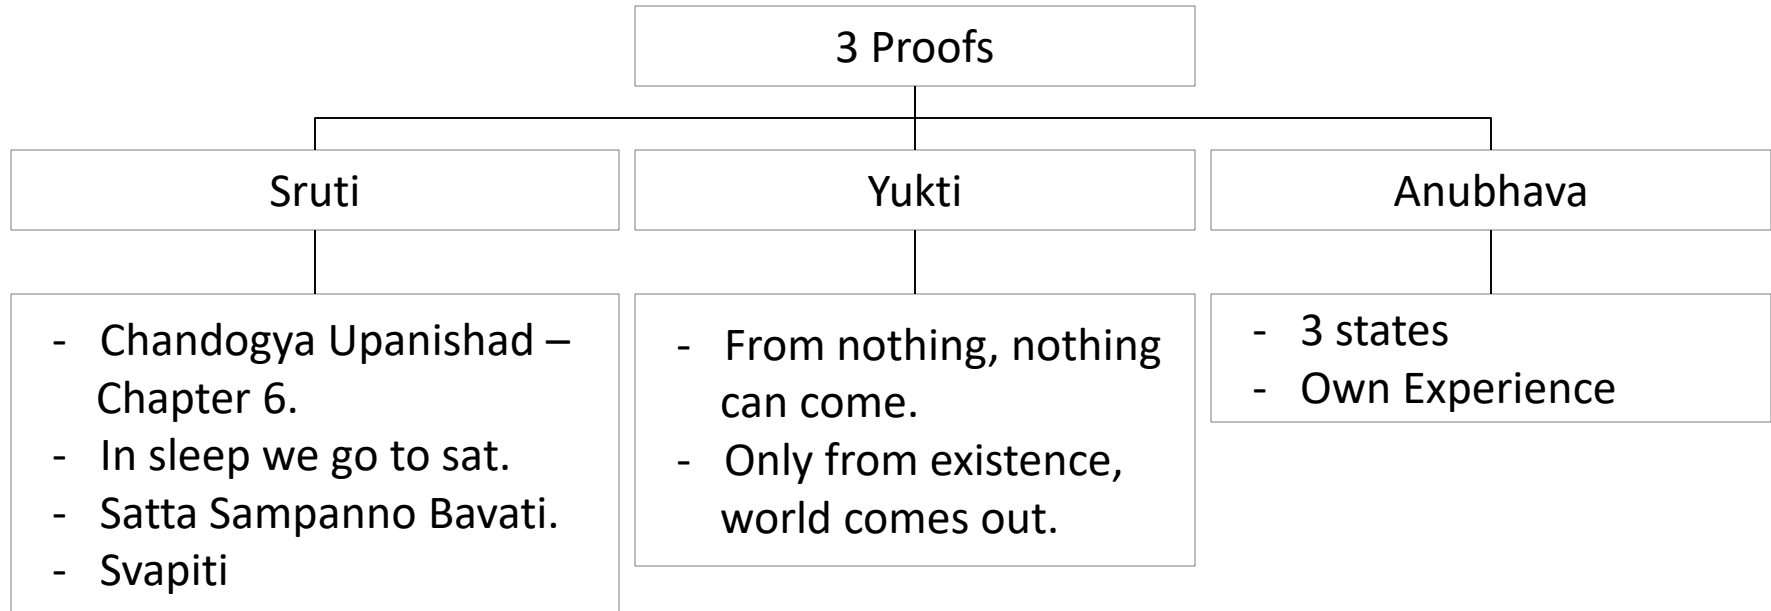 3 Proofs
Sruti
- Chandogya Upanishad –
Chapter 6.
- In sleep we go to sat.
- Satta Sampanno Bavati.
- Svapiti
Yukti
- From nothing, nothing
can come.
- Only from existence,
world comes out.
Anubhava
- 3 states
- Own Experience